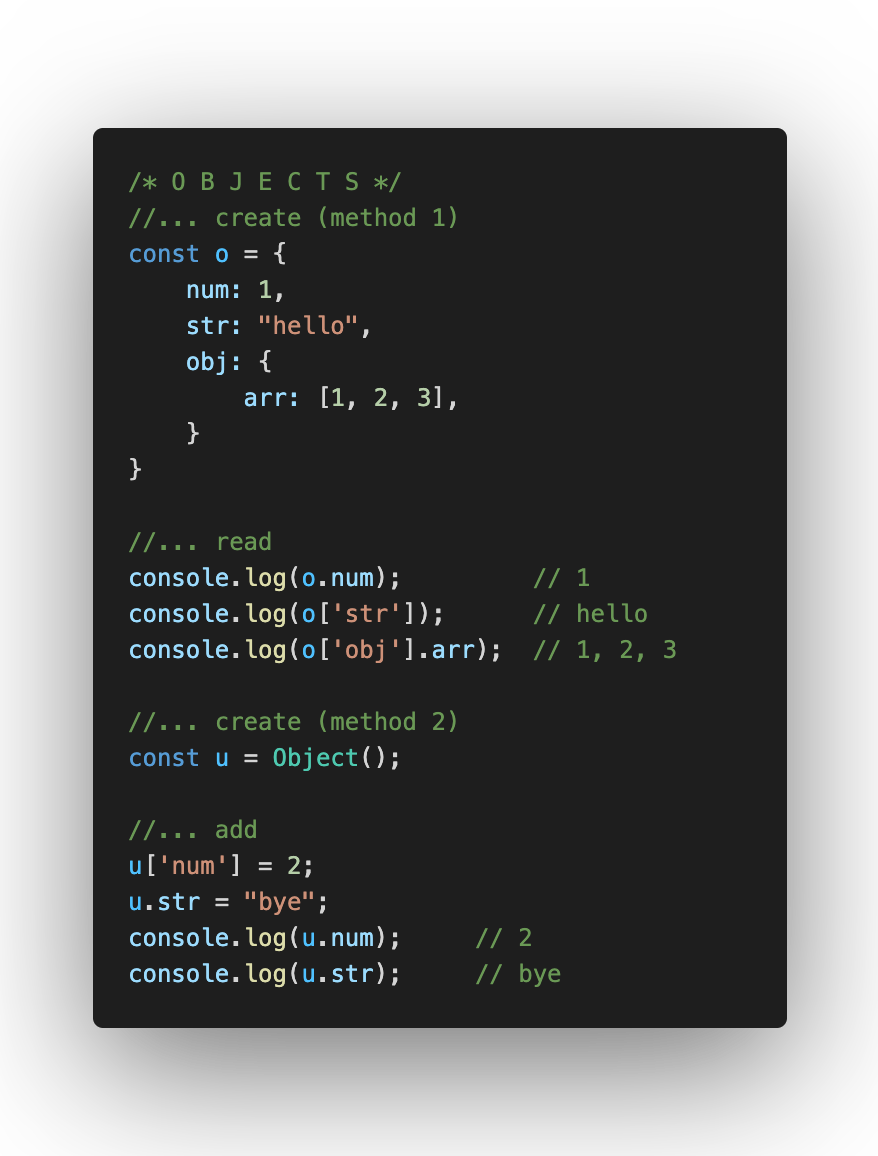 /* O B J E C T S */
//... create (method 1)
const o = {
    num: 1,
    str: "hello",
    obj: {
        arr: [1, 2, 3],
    }
}

//... read
console.log(o.num);         // 1
console.log(o['str']);      // hello
console.log(o['obj'].arr);  // 1, 2, 3

//... create (method 2)
const u = Object();

//... add
u['num'] = 2;
u.str = "bye";
console.log(u.num);     // 2
console.log(u.str);     // bye